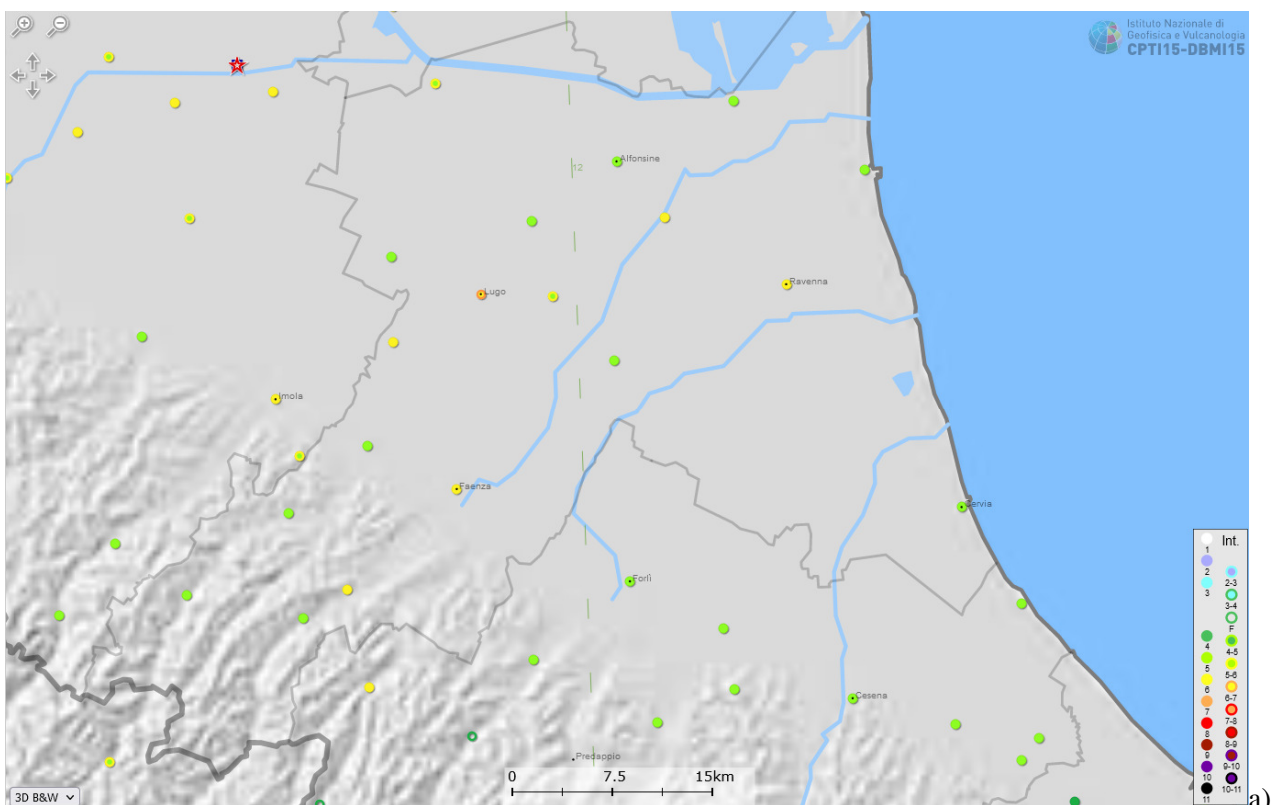 Istituto Nazionale di
Geofisica e Vulcanologia
CPTI15-DBMI15
Alfonsine
12
Lugo
Ravenna
Imola
Faenza
Cervia
Forlì
Cesena
Predappio
0 7.5 15km
3D B&W
Int.
1
2
2-3
3
3-4
F
4
4-5
5
5-6
6
6-7
7
7-8
8
8-9
9
9-10
10
10-11
11
a)